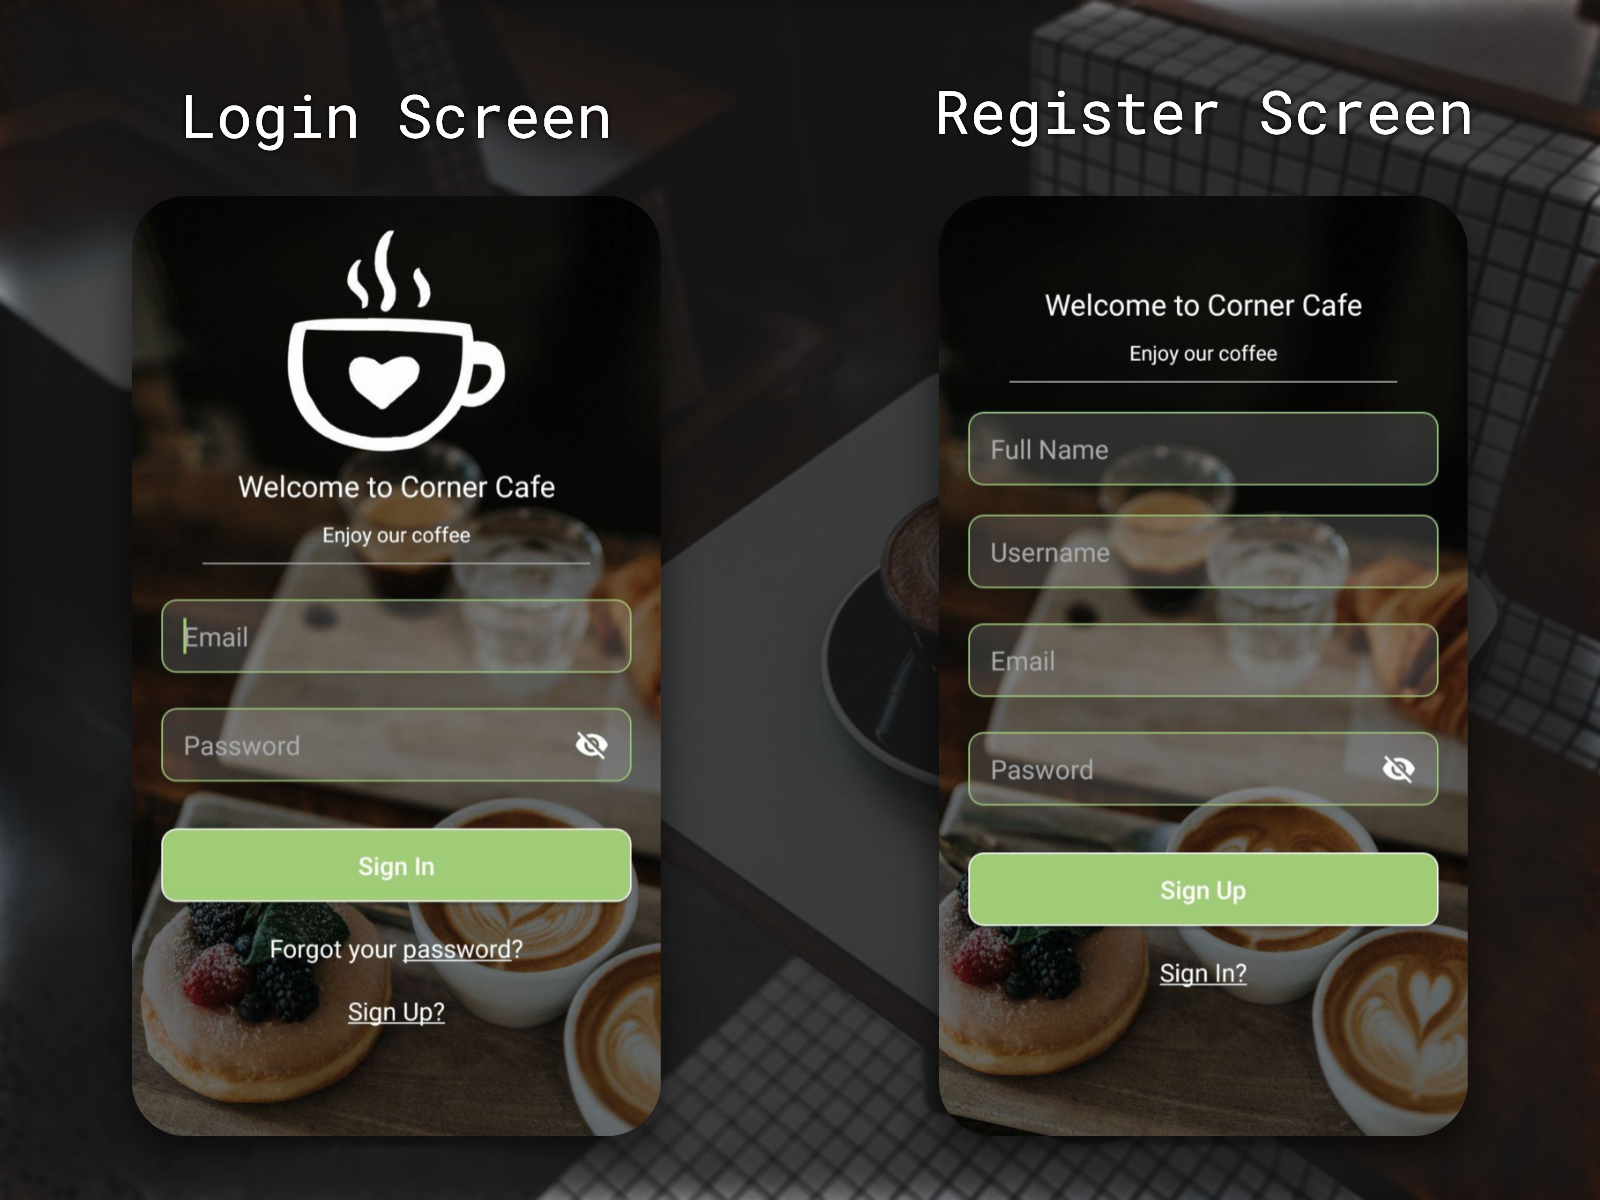 Login Screen
Welcome to Corner Cafe
Enjoy our coffee
Email
Password
Sign In
Forgot your password?
Sign Up?
Register Screen
Welcome to Corner Cafe
Enjoy our coffee
Full Name
Username
Email
Pasword
Sign Up
Sign In?